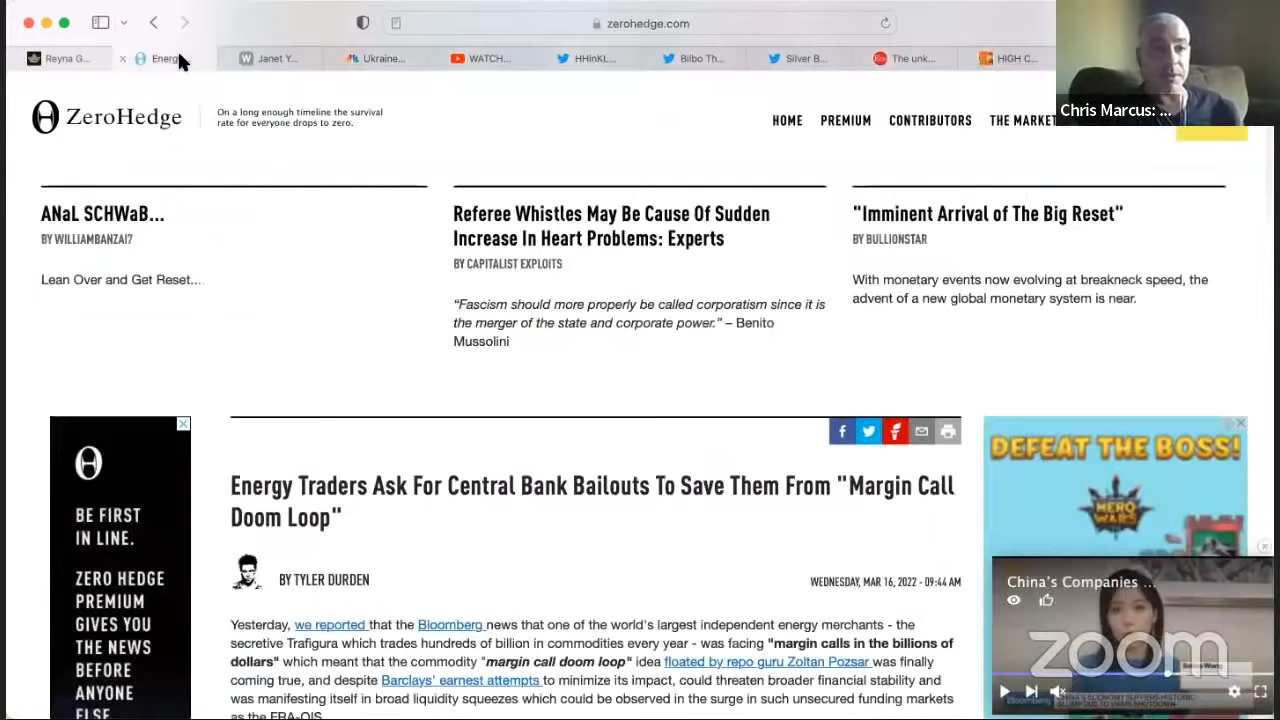 zerohedge.com
Reyna G...
Energ
Janet Y...
Ukraine...
WATCH...
HHinKL...
Bilbo Th...
Silver B...
The unk...
HIGH C...
Chris Marcus: ...
ZeroHedge
On a long enough timeline the survival
rate for everyone drops to zero.
HOME PREMIUM CONTRIBUTORS THE MARKET
ANaL SCHWaB...
BY WILLIAMBANZAI7
Lean Over and Get Reset....
Referee Whistles May Be Cause Of Sudden
Increase In Heart Problems: Experts
BY CAPITALIST EXPLOITS
“Fascism should more properly be called corporatism since it is
the merger of the state and corporate power.” – Benito
Mussolini
"Imminent Arrival of The Big Reset"
BY BULLIONSTAR
With monetary events now evolving at breakneck speed, the
advent of a new global monetary system is near.
BE FIRST
IN LINE.
ZERO HEDGE
PREMIUM
GIVES YOU
THE NEWS
BEFORE
ANYONE
ELSE
Energy Traders Ask For Central Bank Bailouts To Save Them From "Margin Call
Doom Loop"
BY TYLER DURDEN
WEDNESDAY, MAR 16, 2022 - 09:44 AM
Yesterday, we reported that the Bloomberg news that one of the world's largest independent energy merchants - the
secretive Trafigura which trades hundreds of billion in commodities every year - was facing "margin calls in the billions of
dollars" which meant that the commodity "margin call doom loop" idea floated by repo guru Zoltan Pozsar was finally
coming true, and despite Barclays' earnest attempts to minimize its impact, could threaten broader financial stability and
was manifesting itself in broad liquidity squeezes which could be observed in the surge in such unsecured funding markets
as the FRA-OIS
DEFEAT THE BOSS!
HERO
WARS
China's Companies ...
zoom
Bloomberg